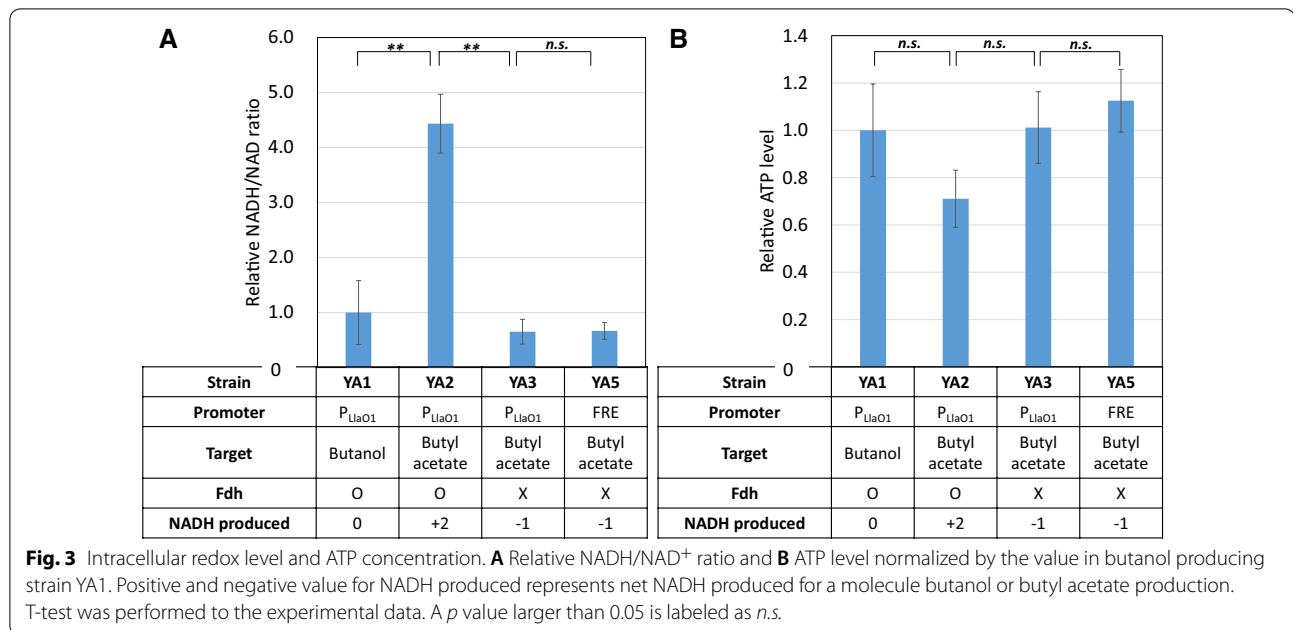 A
6.0
5.0
4.0
3.0
2.0
1.0
0
Relative NADH/NAD ratio
** ** n.s.
Strain YA1 YA2 YA3 YA5
Promoter PLlaO1 PLlaO1 PLlaO1 FRE
Target Butanol Butyl acetate Butyl acetate Butyl acetate
Fdh O O X X
NADH produced 0 +2 -1 -1
B
1.4
1.2
1.0
0.8
0.6
0.4
0.2
0
Relative ATP level
n.s. n.s. n.s.
Strain YA1 YA2 YA3 YA5
Promoter PLlaO1 PLlaO1 PLlaO1 FRE
Target Butanol Butyl acetate Butyl acetate Butyl acetate
Fdh O O X X
NADH produced 0 +2 -1 -1
Fig. 3 Intracellular redox level and ATP concentration. A Relative NADH/NAD+ ratio and B ATP level normalized by the value in butanol producing
strain YA1. Positive and negative value for NADH produced represents net NADH produced for a molecule butanol or butyl acetate production.
T-test was performed to the experimental data. A p value larger than 0.05 is labeled as n.s.